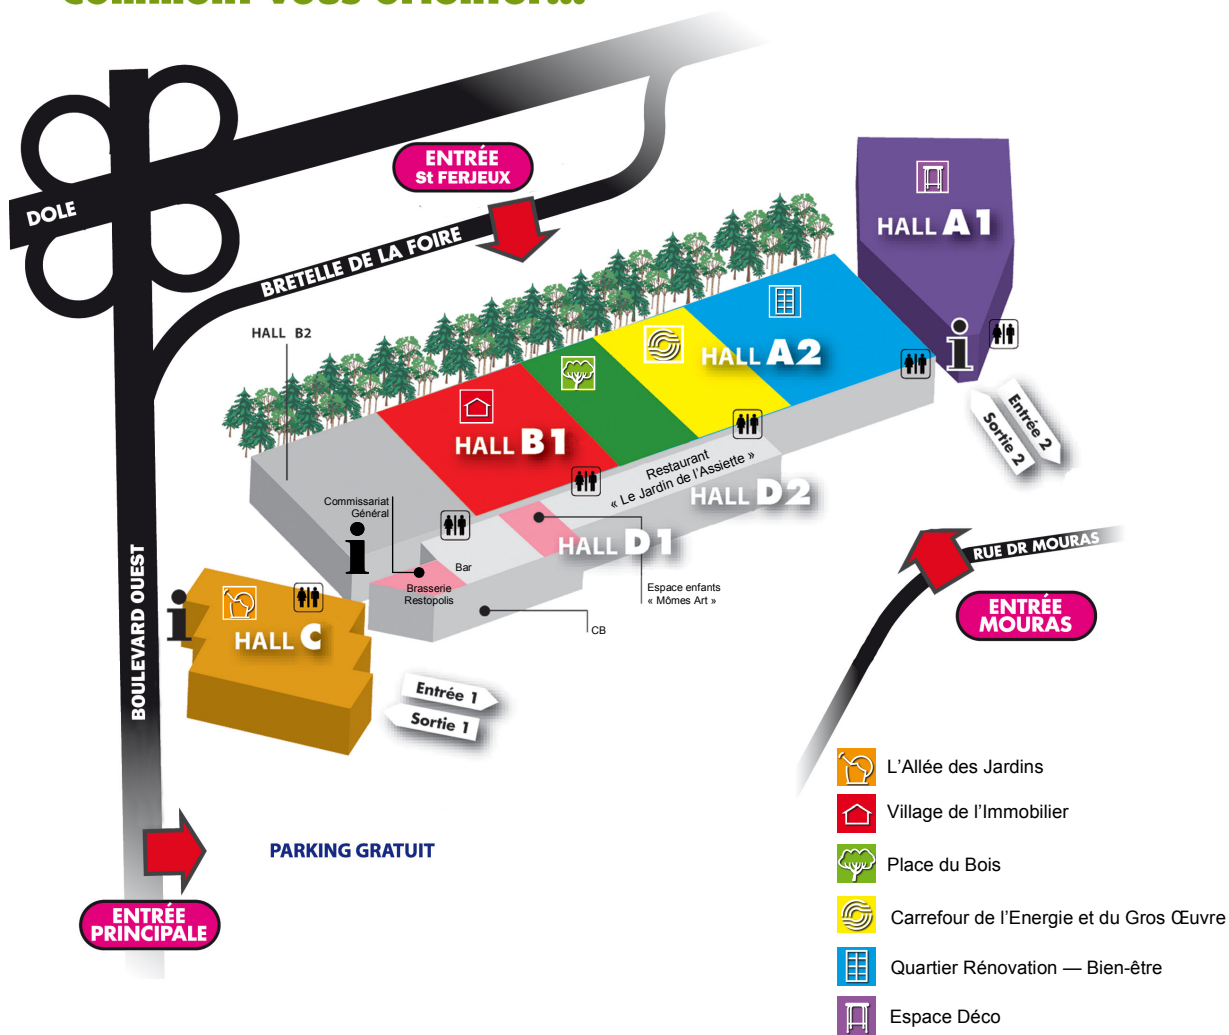 Comment vous orienter...
ENTRÉE
St FERJEUX
DOLE
BRETELLE DE LA FOIRE
HALL A1
HALL B2
HALL A2
HALL B1
Entrée 2
Sortie 2
Restaurant
« Le Jardin de l'Assiette »
HALL D2
Commissariat
Général
HALL D1
Bar
Brasserie
Restopolis
Espace enfants
« Mômes Art »
CB
RUE DR MOURAS
ENTRÉE
MOURAS
BOULEVARD OUEST
HALL C
Entrée 1
Sortie 1
PARKING GRATUIT
ENTRÉE
PRINCIPALE
L'Allée des Jardins
Village de l'Immobilier
Place du Bois
Carrefour de l'Energie et du Gros Œuvre
Quartier Rénovation — Bien-être
Espace Déco